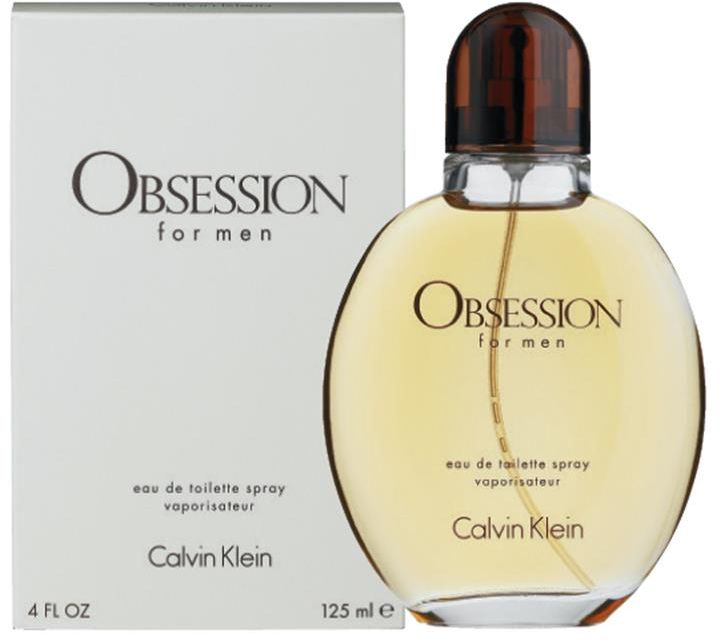 OBSESSION
for men
eau de toilette spray
vaporisateur
Calvin Klein
4 FL OZ 125 ml ℮
OBSESSION
for men
eau de toilette spray
vaporisateur
Calvin Klein